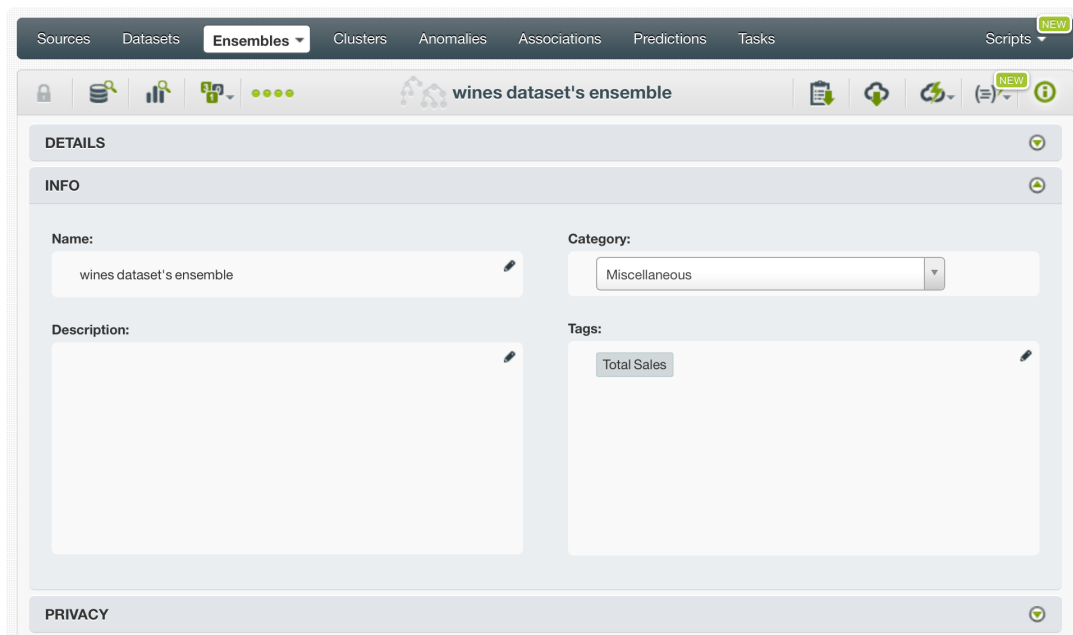 NEW
Sources Datasets Ensembles Clusters Anomalies Associations Predictions Tasks Scripts
wines dataset's ensemble
(=) NEW
DETAILS
INFO
Name: Category:
wines dataset's ensemble Miscellaneous
Description: Tags:
Total Sales
PRIVACY